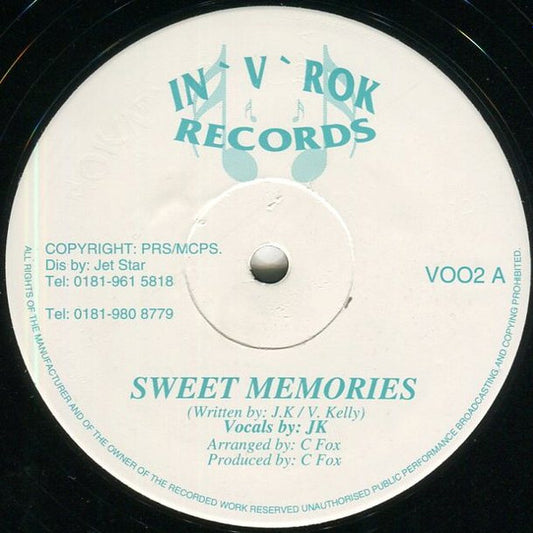 IN`V`ROK
RECORDS
COPYRIGHT: PRS/MCPS.
Dis by: Jet Star
Tel: 0181-961 5818
Tel: 0181-980 8779
VOO2 A
SWEET MEMORIES
(Written by: J.K / V. Kelly)
Vocals by: JK
Arranged by: C Fox
Produced by: C Fox
ALL RIGHTS OF THE MANUFACTURER AND OF THE OWNER OF THE RECORDED WORK RESERVED UNAUTHORISED PUBLIC PERFORMANCE BROADCASTING AND COPYING PROHIBITED.